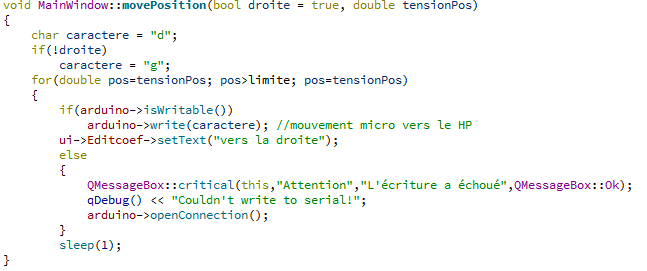 void MainWindow::movePosition(bool droite = true, double tensionPos)
{
    char caractere = "d";
    if(!droite)
        caractere = "g";
    for(double pos=tensionPos; pos>limite; pos=tensionPos)
    {
        if(arduino->isWritable())
            arduino->write(caractere); //mouvement micro vers le HP
        ui->Editcoef->setText("vers la droite");
        else
        {
            QMessageBox::critical(this,"Attention","L'écriture a échoué",QMessageBox::Ok);
            qDebug() << "Couldn't write to serial!";
            arduino->openConnection();
        }
        sleep(1);
    }